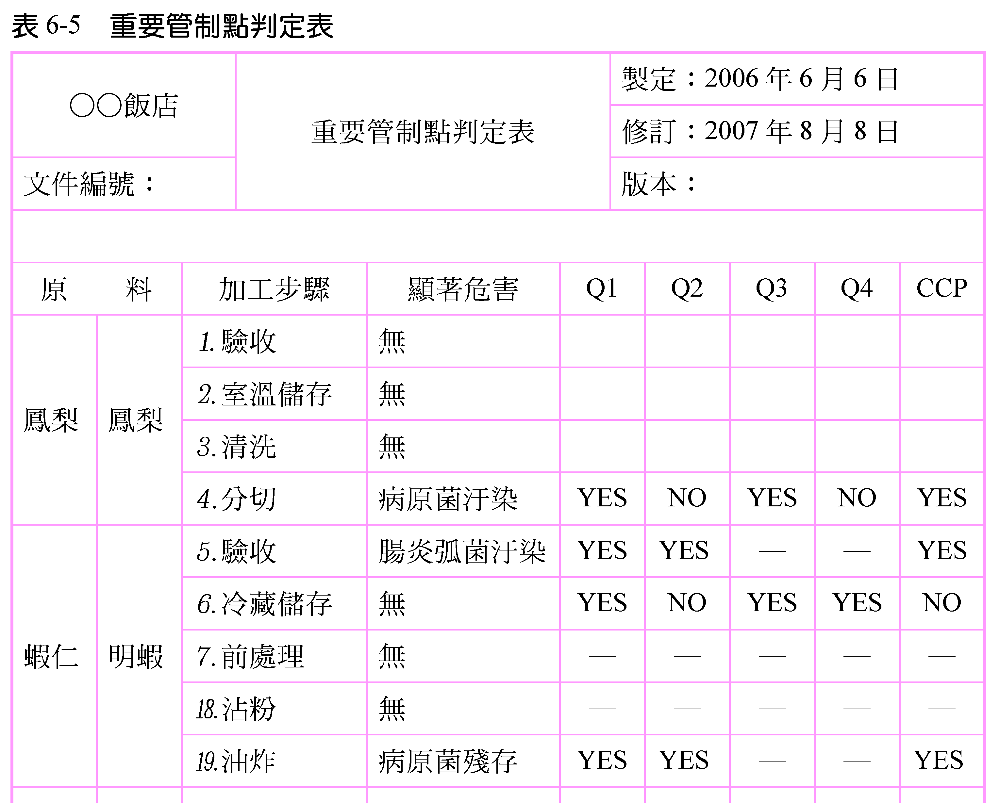 表 6-5 重要管制點判定表
○○飯店 重要管制點判定表 製定：2006 年 6 月 6 日
修訂：2007 年 8 月 8 日
文件編號： 版本：
原 料 加工步驟 顯著危害 Q1 Q2 Q3 Q4 CCP
鳳梨 鳳梨 1.驗收 無
2.室溫儲存 無
3.清洗 無
4.分切 病原菌汙染 YES NO YES NO YES
蝦仁 明蝦 5.驗收 腸炎弧菌汙染 YES YES — — YES
6.冷藏儲存 無 YES NO YES YES NO
7.前處理 無 — — — — —
18.沾粉 無 — — — — —
19.油炸 病原菌殘存 YES YES — — YES